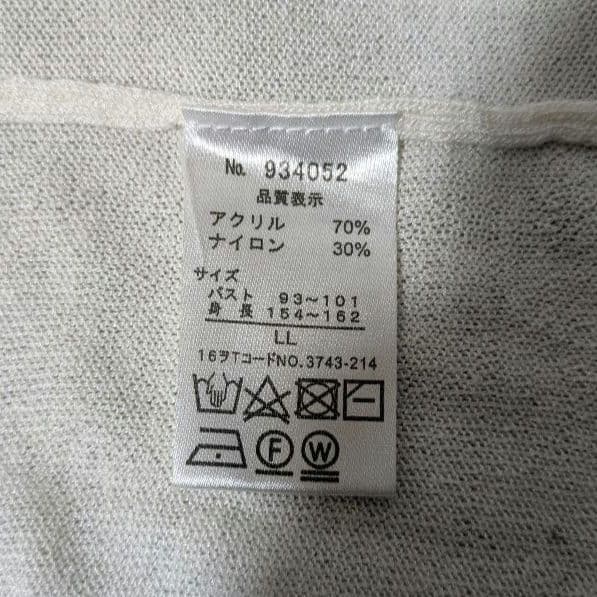 No. 934052
品質表示
アクリル 70%
ナイロン 30%
サイズ
バスト 93~101
身長 154~162
LL
16ヲTコードNO.3743-214
F W